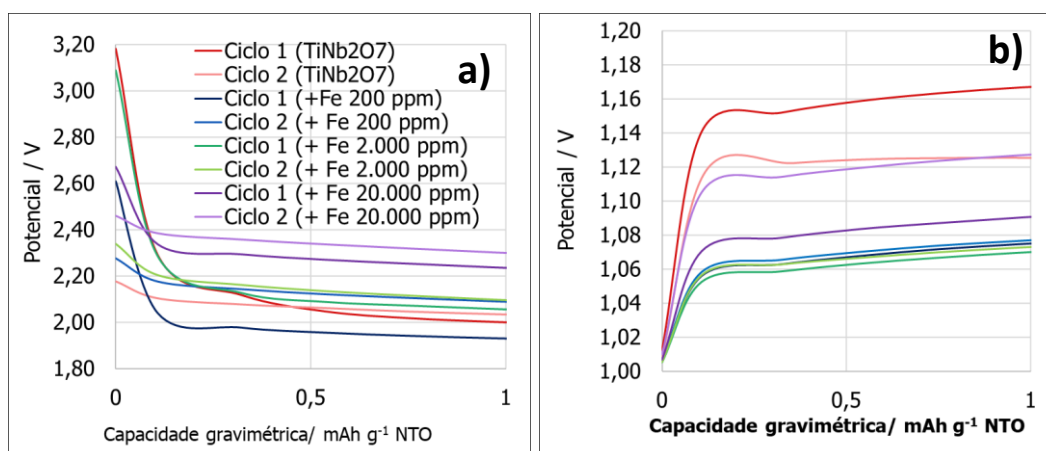 a)
Potencial / V
3,20
3,00
2,80
2,60
2,40
2,20
2,00
1,80
Ciclo 1 (TiNb2O7)
Ciclo 2 (TiNb2O7)
Ciclo 1 (+Fe 200 ppm)
Ciclo 2 (+ Fe 200 ppm)
Ciclo 1 (+ Fe 2.000 ppm)
Ciclo 2 (+ Fe 2.000 ppm)
Ciclo 1 (+ Fe 20.000 ppm)
Ciclo 2 (+ Fe 20.000 ppm)
0 0,5 1
Capacidade gravimétrica/ mAh g⁻¹ NTO
b)
Potencial / V
1,20
1,18
1,16
1,14
1,12
1,10
1,08
1,06
1,04
1,02
1,00
0 0,5 1
Capacidade gravimétrica/ mAh g⁻¹ NTO